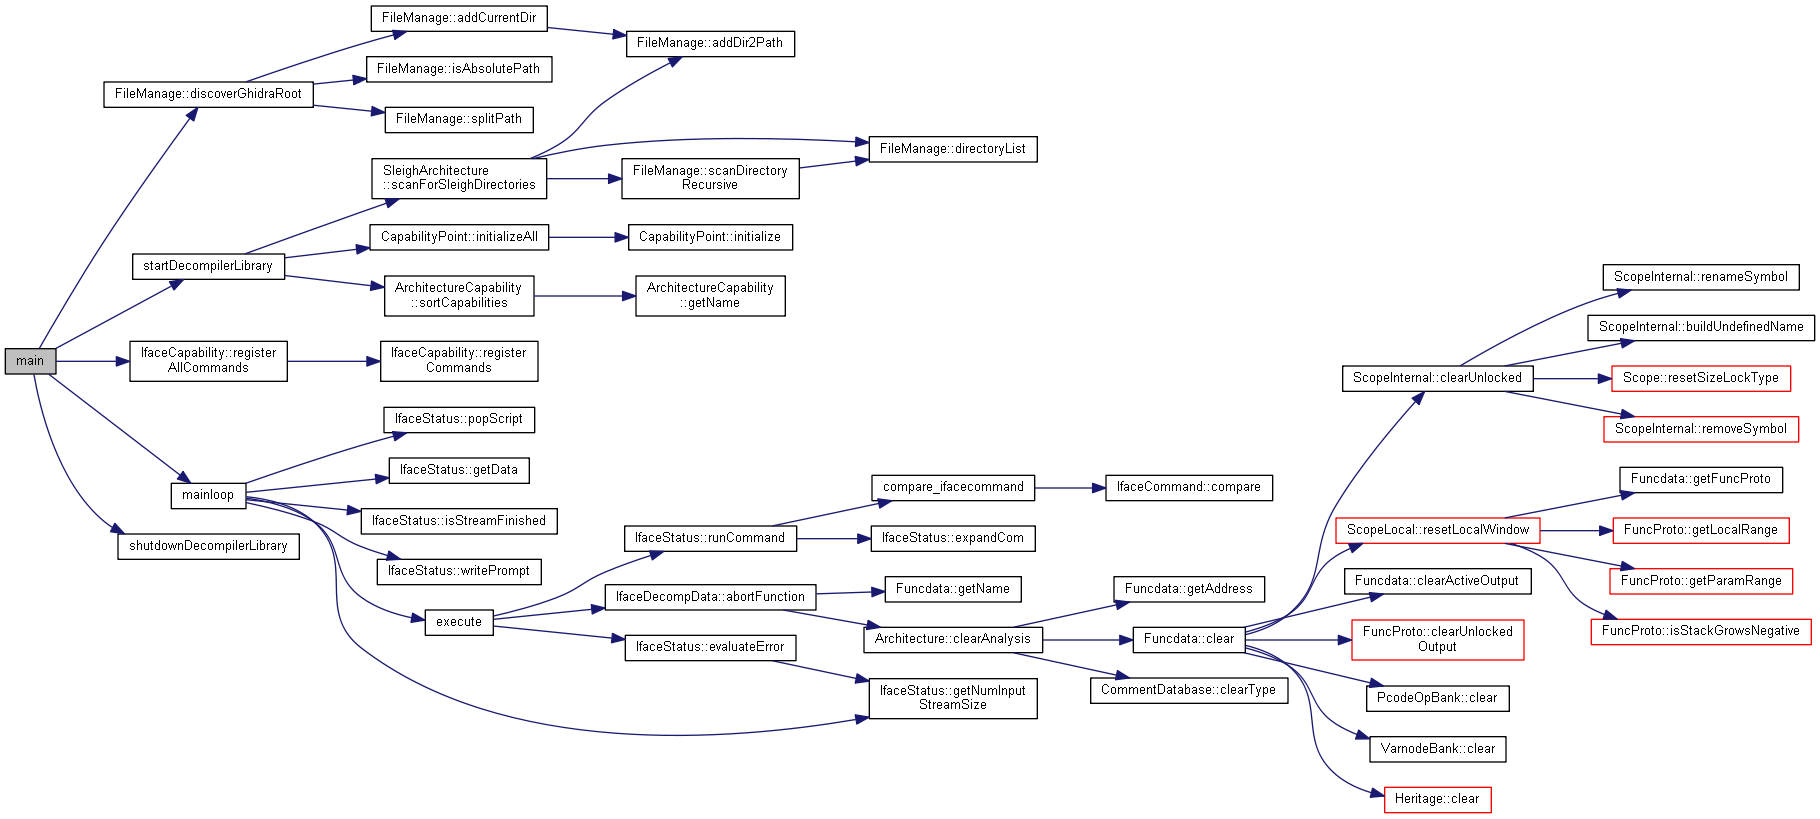 FileManage::addCurrentDir
FileManage::addDir2Path
FileManage::isAbsolutePath
FileManage::discoverGhidraRoot
FileManage::splitPath
FileManage::directoryList
SleighArchitecture
::scanForSleighDirectories
FileManage::scanDirectory
Recursive
CapabilityPoint::initializeAll
CapabilityPoint::initialize
startDecompilerLibrary
ArchitectureCapability
::sortCapabilities
ArchitectureCapability
::getName
ScopeInternal::renameSymbol
ScopeInternal::buildUndefinedName
main
IfaceCapability::register
AllCommands
IfaceCapability::register
Commands
ScopeInternal::clearUnlocked
Scope::resetSizeLockType
IfaceStatus::popScript
ScopeInternal::removeSymbol
IfaceStatus::getData
Funcdata::getFuncProto
mainloop
compare_ifacecommand
IfaceCommand::compare
IfaceStatus::isStreamFinished
ScopeLocal::resetLocalWindow
FuncProto::getLocalRange
shutdownDecompilerLibrary
IfaceStatus::runCommand
IfaceStatus::expandCom
IfaceStatus::writePrompt
Funcdata::clearActiveOutput
FuncProto::getParamRange
Funcdata::getName
Funcdata::getAddress
IfaceDecompData::abortFunction
execute
FuncProto::isStackGrowsNegative
Architecture::clearAnalysis
Funcdata::clear
FuncProto::clearUnlocked
Output
IfaceStatus::evaluateError
CommentDatabase::clearType
PcodeOpBank::clear
IfaceStatus::getNumInput
StreamSize
VarnodeBank::clear
Heritage::clear